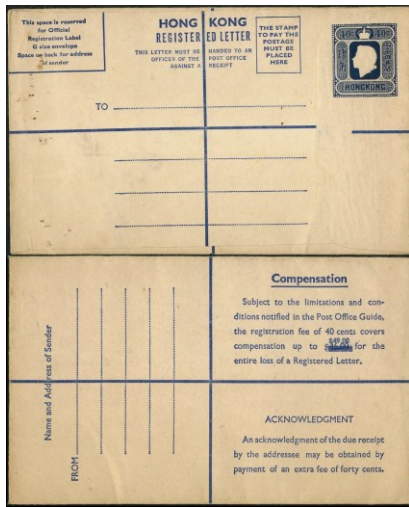 This space is reserved
for Official
Registration Label
G size envelope
Space on back for address
of sender
HONG KONG
REGISTERED LETTER
THIS LETTER MUST BE HANDED TO AN
OFFICER OF THE POST OFFICE
AGAINST A RECEIPT
THE STAMP
TO PAY THE
POSTAGE
MUST BE
PLACED
HERE
40c 40c
HONGKONG
TO
Compensation
Subject to the limitations and con-
ditions notified in the Post Office Guide,
the registration fee of 40 cents covers
compensation up to for the
entire loss of a Registered Letter.
Name and Address of Sender
FROM
ACKNOWLEDGMENT
An acknowledgment of the due receipt
by the addressee may be obtained by
payment of an extra fee of forty cents.